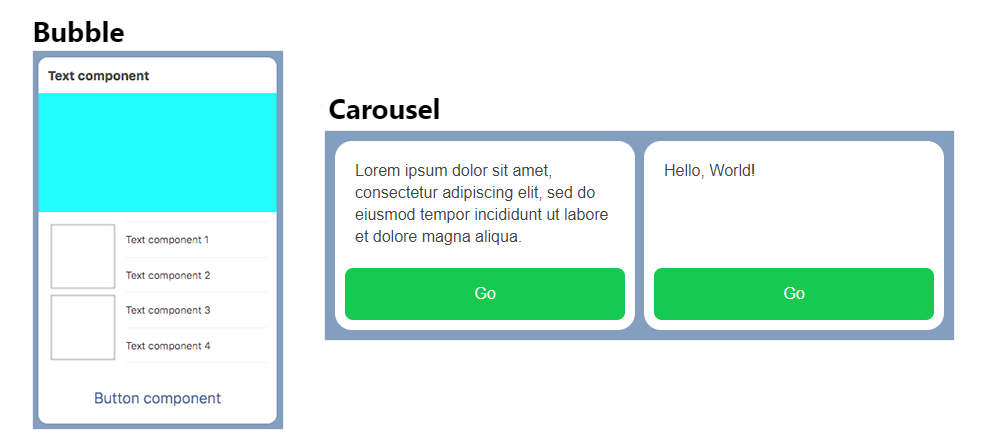 Bubble
Text component
Text component 1
Text component 2
Text component 3
Text component 4
Button component
Carousel
Lorem ipsum dolor sit amet,
consectetur adipiscing elit, sed do
eiusmod tempor incididunt ut labore
et dolore magna aliqua.
Go
Hello, World!
Go